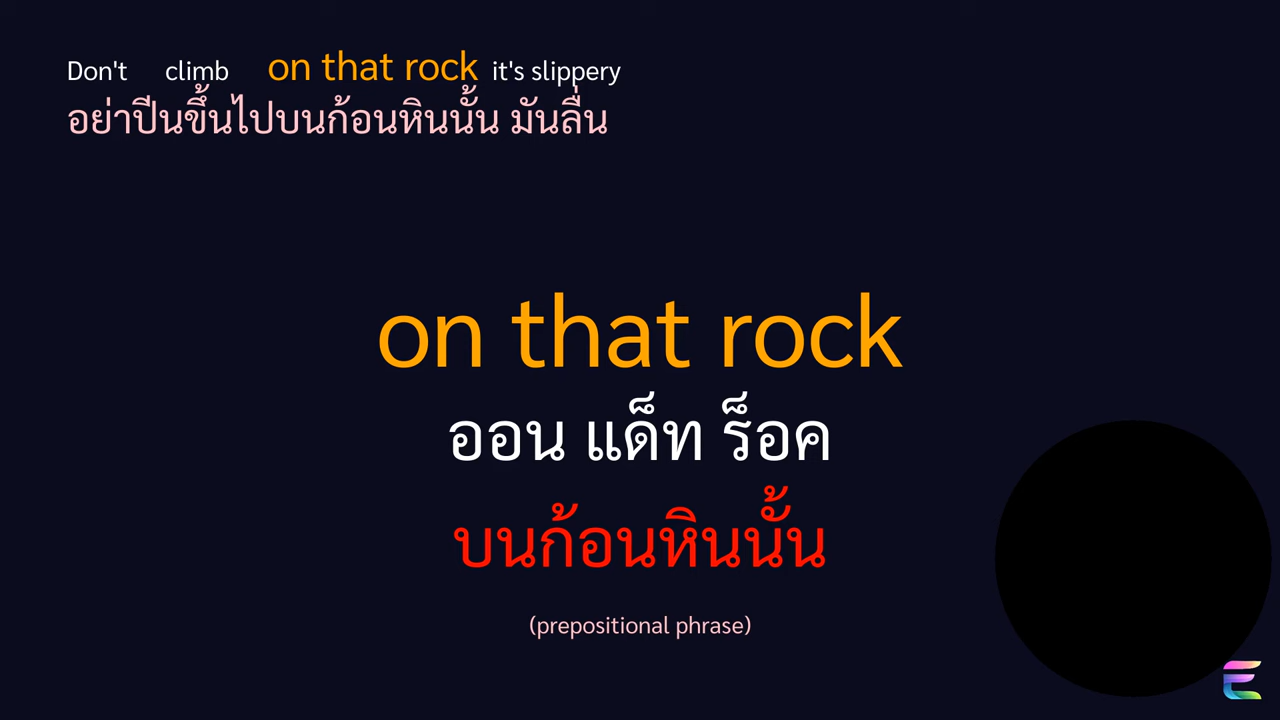 Don't climb on that rock it's slippery
อย่าปีนขึ้นไปบนก้อนหินนั้น มันลื่น
on that rock
ออน แด็ท ร็อค
บนก้อนหินนั้น
(prepositional phrase)